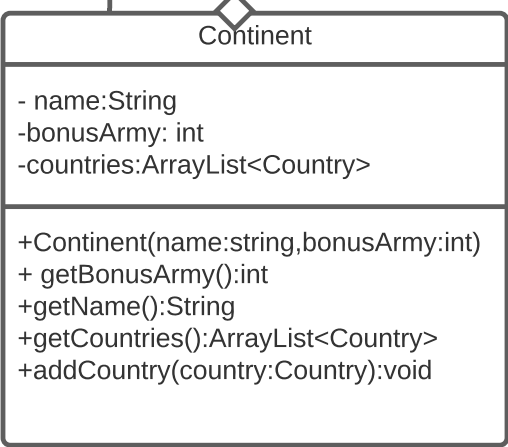 Continent
- name:String
-bonusArmy: int
-countries:ArrayList<Country>
+Continent(name:string,bonusArmy:int)
+ getBonusArmy():int
+getName():String
+getCountries():ArrayList<Country>
+addCountry(country:Country):void